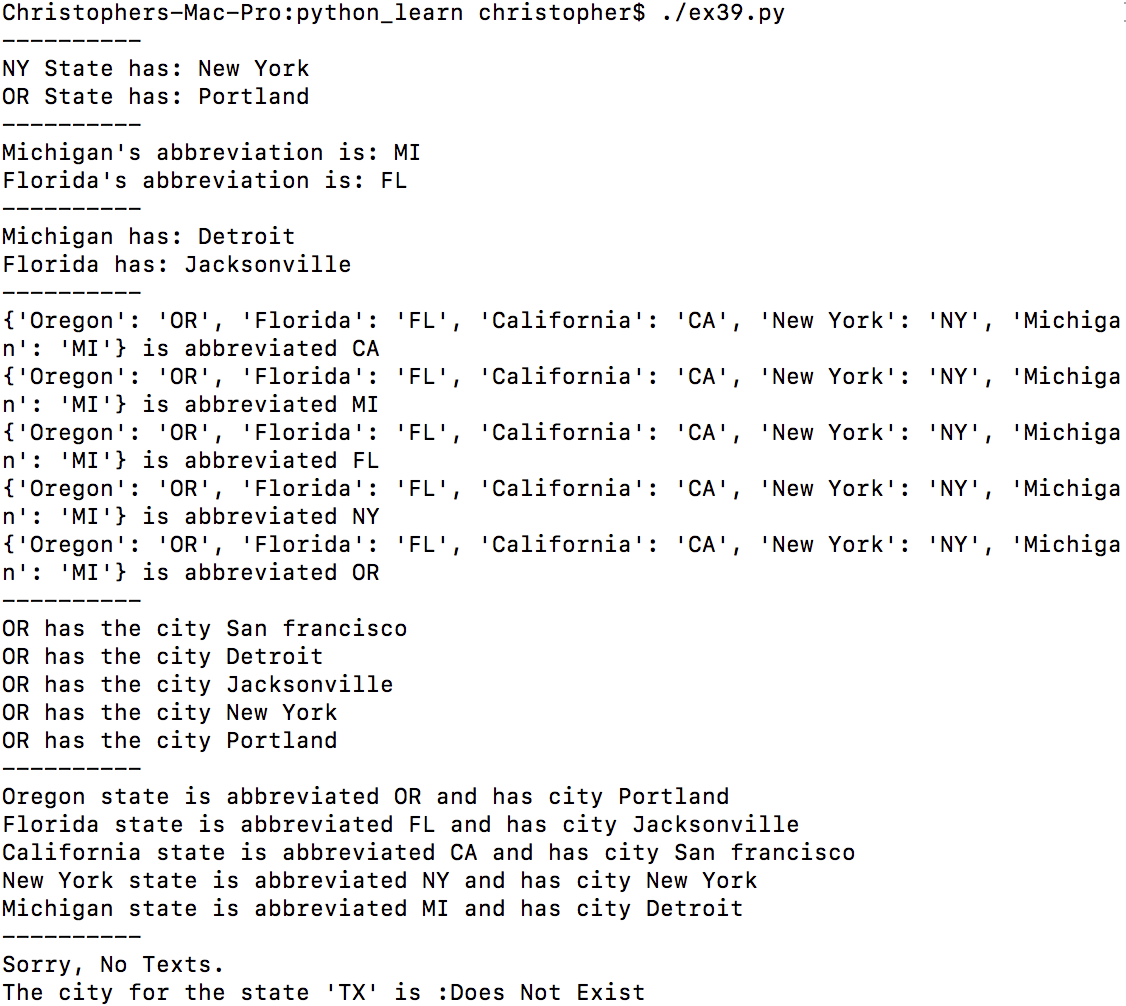 Christophers-Mac-Pro:python_learn christopher$ ./ex39.py
----------
NY State has: New York
OR State has: Portland
----------
Michigan's abbreviation is: MI
Florida's abbreviation is: FL
----------
Michigan has: Detroit
Florida has: Jacksonville
----------
{'Oregon': 'OR', 'Florida': 'FL', 'California': 'CA', 'New York': 'NY', 'Michiga
n': 'MI'} is abbreviated CA
{'Oregon': 'OR', 'Florida': 'FL', 'California': 'CA', 'New York': 'NY', 'Michiga
n': 'MI'} is abbreviated MI
{'Oregon': 'OR', 'Florida': 'FL', 'California': 'CA', 'New York': 'NY', 'Michiga
n': 'MI'} is abbreviated FL
{'Oregon': 'OR', 'Florida': 'FL', 'California': 'CA', 'New York': 'NY', 'Michiga
n': 'MI'} is abbreviated NY
{'Oregon': 'OR', 'Florida': 'FL', 'California': 'CA', 'New York': 'NY', 'Michiga
n': 'MI'} is abbreviated OR
----------
OR has the city San francisco
OR has the city Detroit
OR has the city Jacksonville
OR has the city New York
OR has the city Portland
----------
Oregon state is abbreviated OR and has city Portland
Florida state is abbreviated FL and has city Jacksonville
California state is abbreviated CA and has city San francisco
New York state is abbreviated NY and has city New York
Michigan state is abbreviated MI and has city Detroit
----------
Sorry, No Texts.
The city for the state 'TX' is :Does Not Exist